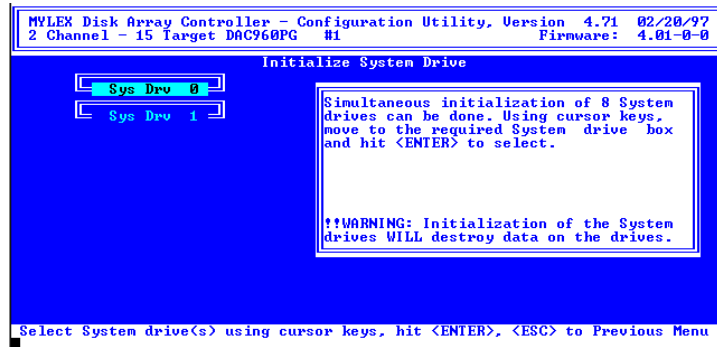 MYLEX Disk Array Controller - Configuration Utility, Version 4.71 02/20/97
2 Channel - 15 Target DAC960PG #1 Firmware: 4.01-0-0
Initialize System Drive
Sys Drv 0
Sys Drv 1
Simultaneous initialization of 8 System
drives can be done. Using cursor keys,
move to the required System drive box
and hit <ENTER> to select.
!!WARNING: Initialization of the System
drives WILL destroy data on the drives.
Select System drive(s) using cursor keys, hit <ENTER>, <ESC> to Previous Menu